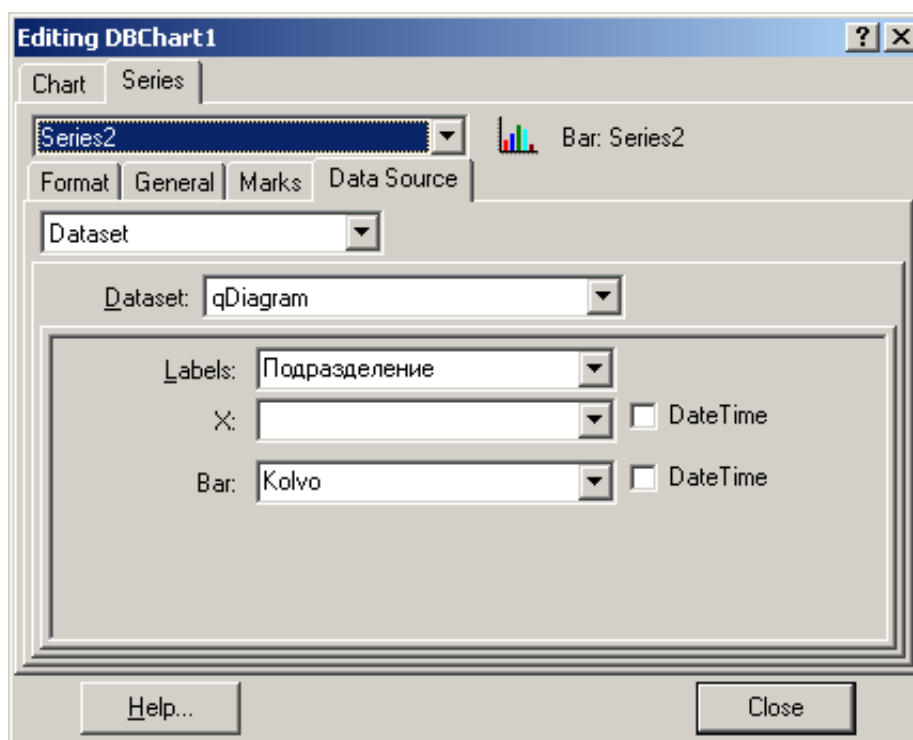 Editing DBChart1
Chart Series
Series2 Bar: Series2
Format General Marks Data Source
Dataset
Dataset: qDiagram
Labels: Подразделение
X: DateTime
Bar: Kolvo DateTime
Help... Close